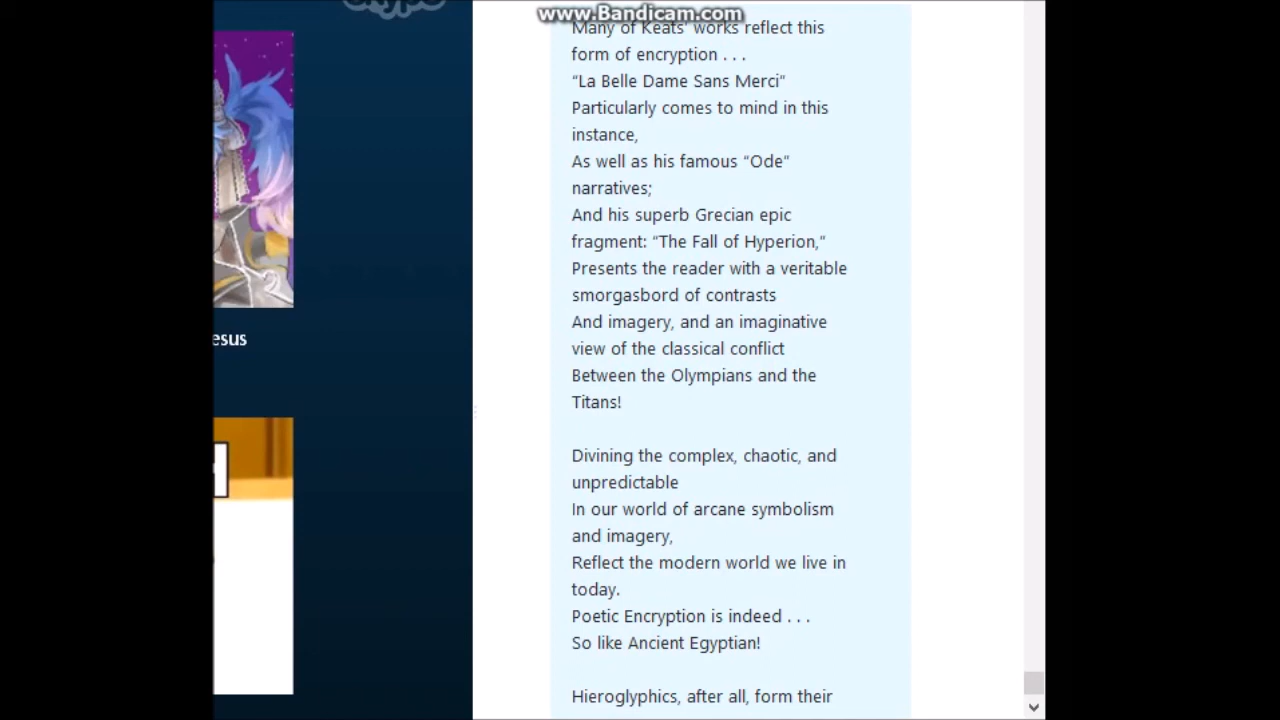 skype
www.Bandicam.com
Many of Keats' works reflect this
form of encryption . . .
“La Belle Dame Sans Merci”
Particularly comes to mind in this
instance,
As well as his famous “Ode”
narratives;
And his superb Grecian epic
fragment: “The Fall of Hyperion,”
Presents the reader with a veritable
smorgasbord of contrasts
And imagery, and an imaginative
view of the classical conflict
Between the Olympians and the
Titans!
Divining the complex, chaotic, and
unpredictable
In our world of arcane symbolism
and imagery,
Reflect the modern world we live in
today.
Poetic Encryption is indeed . . .
So like Ancient Egyptian!
Hieroglyphics, after all, form their
esus